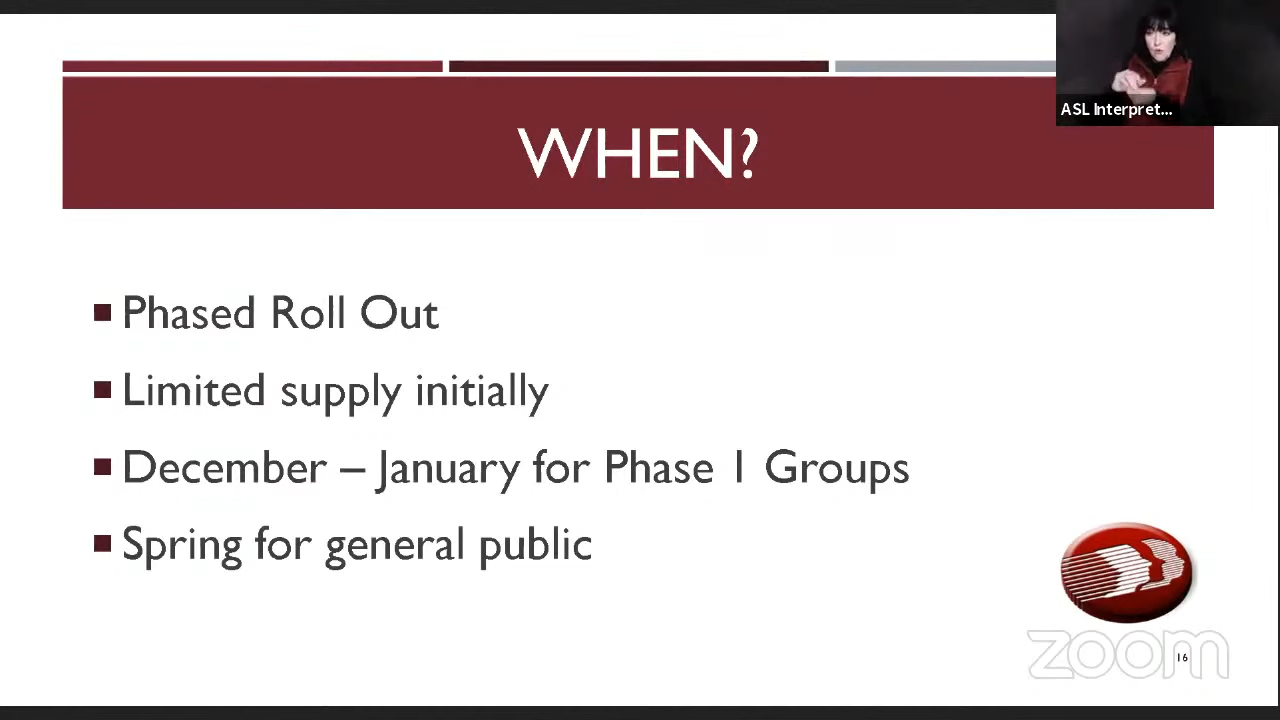 ASL Interpret...
WHEN?
Phased Roll Out
Limited supply initially
December – January for Phase 1 Groups
Spring for general public
zoom
16